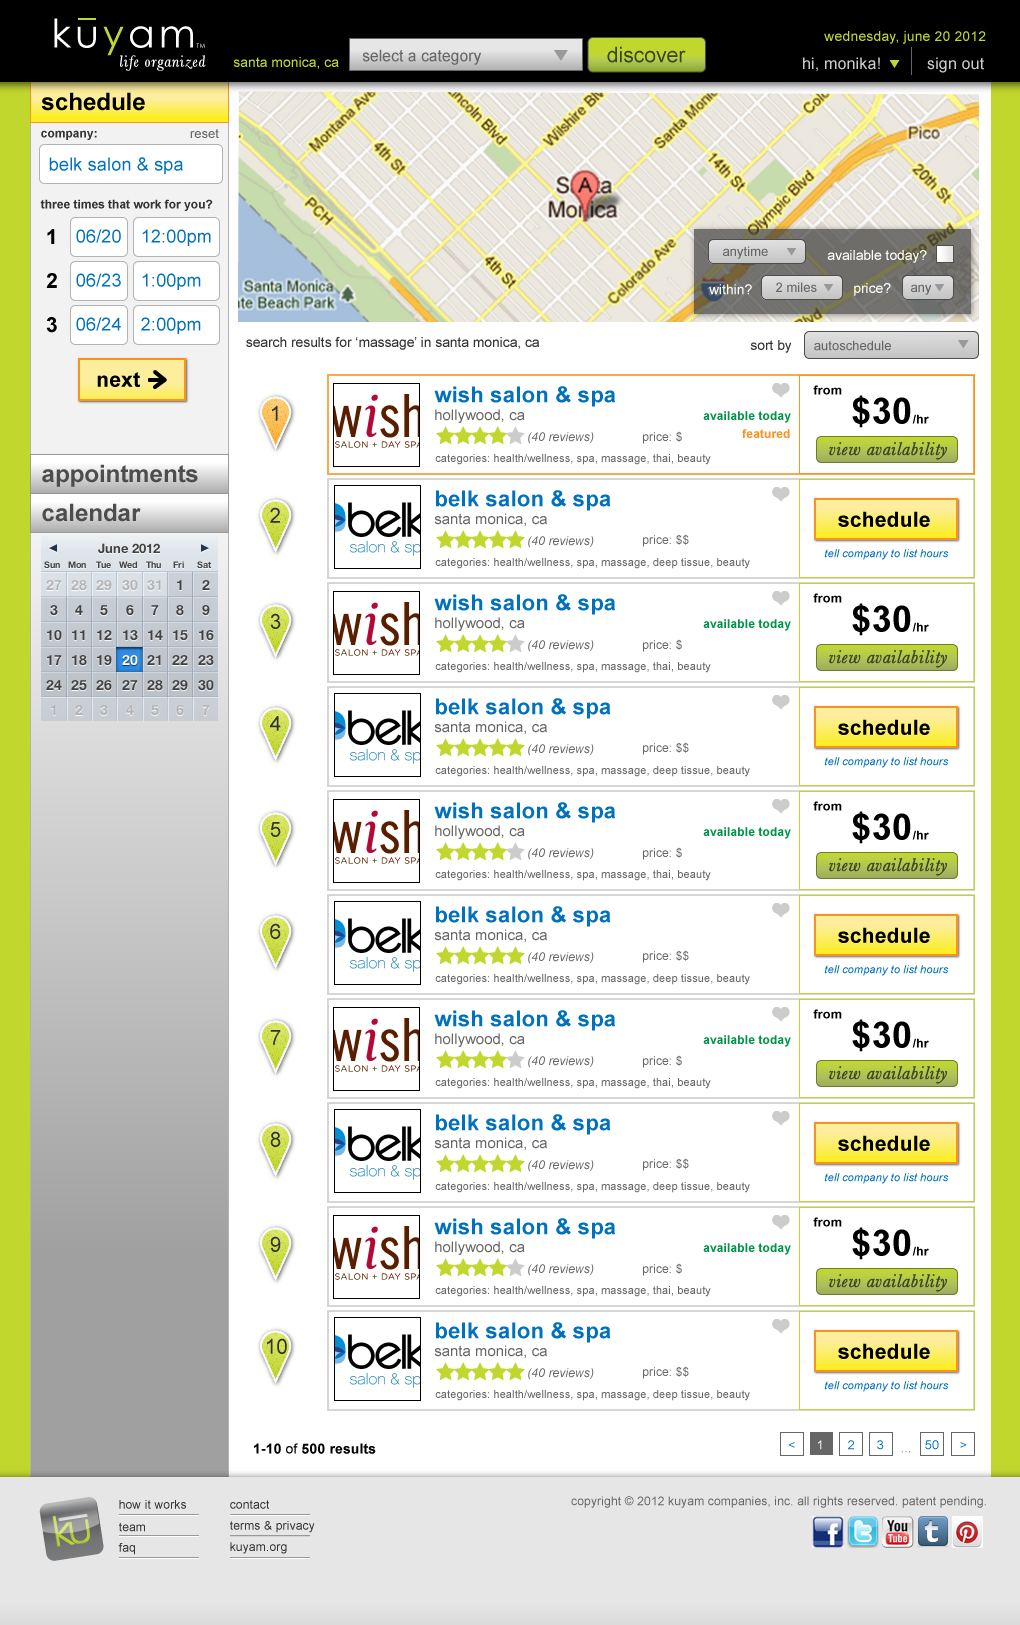 kūyam™
life organized
santa monica, ca
select a category
discover
wednesday, june 20 2012
hi, monika!
sign out
schedule
company: reset
belk salon & spa
three times that work for you?
1 06/20 12:00pm
2 06/23 1:00pm
3 06/24 2:00pm
next
appointments
calendar
June 2012
Sun Mon Tue Wed Thu Fri Sat
27 28 29 30 31 1 2
3 4 5 6 7 8 9
10 11 12 13 14 15 16
17 18 19 20 21 22 23
24 25 26 27 28 29 30
1 2 3 4 5 6 7
Montana Ave
4th St
PCH
Lincoln Blvd
Wilshire Blvd
Santa Monica
14th St
Pico
20th St
Olympic Blvd
Colorado Ave
4th St
Santa Monica
A
Santa Monica
te Beach Park
anytime
available today?
within? 2 miles price? any
search results for ‘massage’ in santa monica, ca
sort by autoschedule
1
wish
SALON + DAY SPA
wish salon & spa
hollywood, ca
available today
featured
(40 reviews) price: $
categories: health/wellness, spa, massage, thai, beauty
from
$30/hr
view availability
2
belk
salon & sp
belk salon & spa
santa monica, ca
(40 reviews) price: $$
categories: health/wellness, spa, massage, deep tissue, beauty
schedule
tell company to list hours
3
wish
SALON + DAY SPA
wish salon & spa
hollywood, ca
available today
(40 reviews) price: $
categories: health/wellness, spa, massage, thai, beauty
from
$30/hr
view availability
4
belk
salon & sp
belk salon & spa
santa monica, ca
(40 reviews) price: $$
categories: health/wellness, spa, massage, deep tissue, beauty
schedule
tell company to list hours
5
wish
SALON + DAY SPA
wish salon & spa
hollywood, ca
available today
(40 reviews) price: $
categories: health/wellness, spa, massage, thai, beauty
from
$30/hr
view availability
6
belk
salon & sp
belk salon & spa
santa monica, ca
(40 reviews) price: $$
categories: health/wellness, spa, massage, deep tissue, beauty
schedule
tell company to list hours
7
wish
SALON + DAY SPA
wish salon & spa
hollywood, ca
available today
(40 reviews) price: $
categories: health/wellness, spa, massage, thai, beauty
from
$30/hr
view availability
8
belk
salon & sp
belk salon & spa
santa monica, ca
(40 reviews) price: $$
categories: health/wellness, spa, massage, deep tissue, beauty
schedule
tell company to list hours
9
wish
SALON + DAY SPA
wish salon & spa
hollywood, ca
available today
(40 reviews) price: $
categories: health/wellness, spa, massage, thai, beauty
from
$30/hr
view availability
10
belk
salon & sp
belk salon & spa
santa monica, ca
(40 reviews) price: $$
categories: health/wellness, spa, massage, deep tissue, beauty
schedule
tell company to list hours
1-10 of 500 results
< 1 2 3 ... 50 >
kū
how it works
team
faq
contact
terms & privacy
kuyam.org
copyright © 2012 kuyam companies, inc. all rights reserved. patent pending.
f t You Tube t p